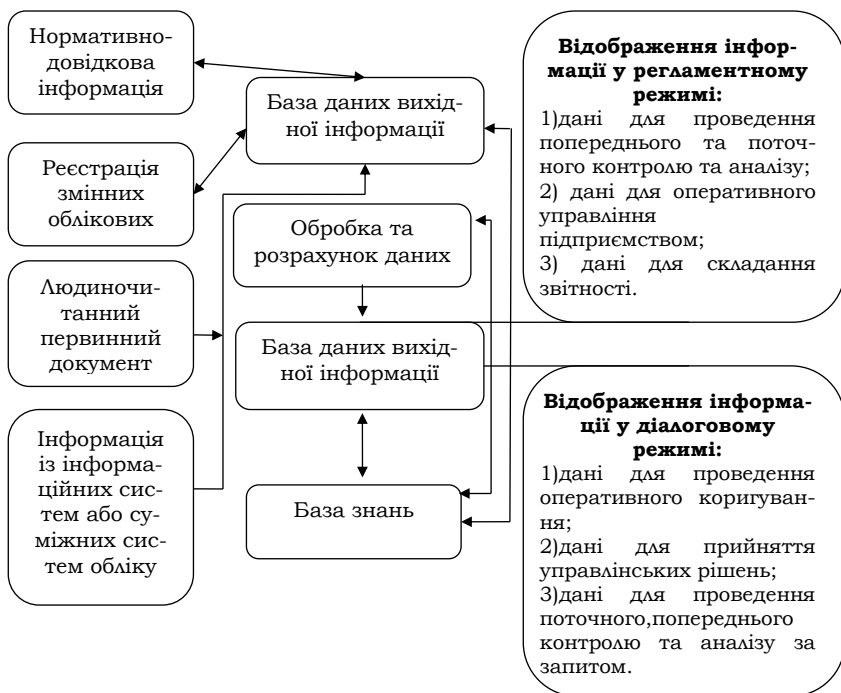 Нормативно-
довідкова
інформація
Реєстрація
змінних
облікових
Людиночи-
танний
первинний
документ
Інформація
із інформа-
ційних сис-
тем або су-
міжних сис-
тем обліку
База даних вихід-
ної інформації
Обробка та
розрахунок даних
База даних вихід-
ної інформації
База знань
Відображення інфор-
мації у регламентному
режимі:
1)дані для проведення
попереднього та поточ-
ного контролю та аналізу;
2) дані для оперативного
управління
підприємством;
3) дані для складання
звітності.
Відображення інформа-
ції у діалоговому
режимі:
1)дані для проведення
оперативного коригуван-
ня;
2)дані для прийняття
управлінських рішень;
3)дані для проведення
поточного,попереднього
контролю та аналізу за
запитом.